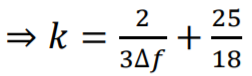 ⇒ k = 2/(3Δf) + 25/18